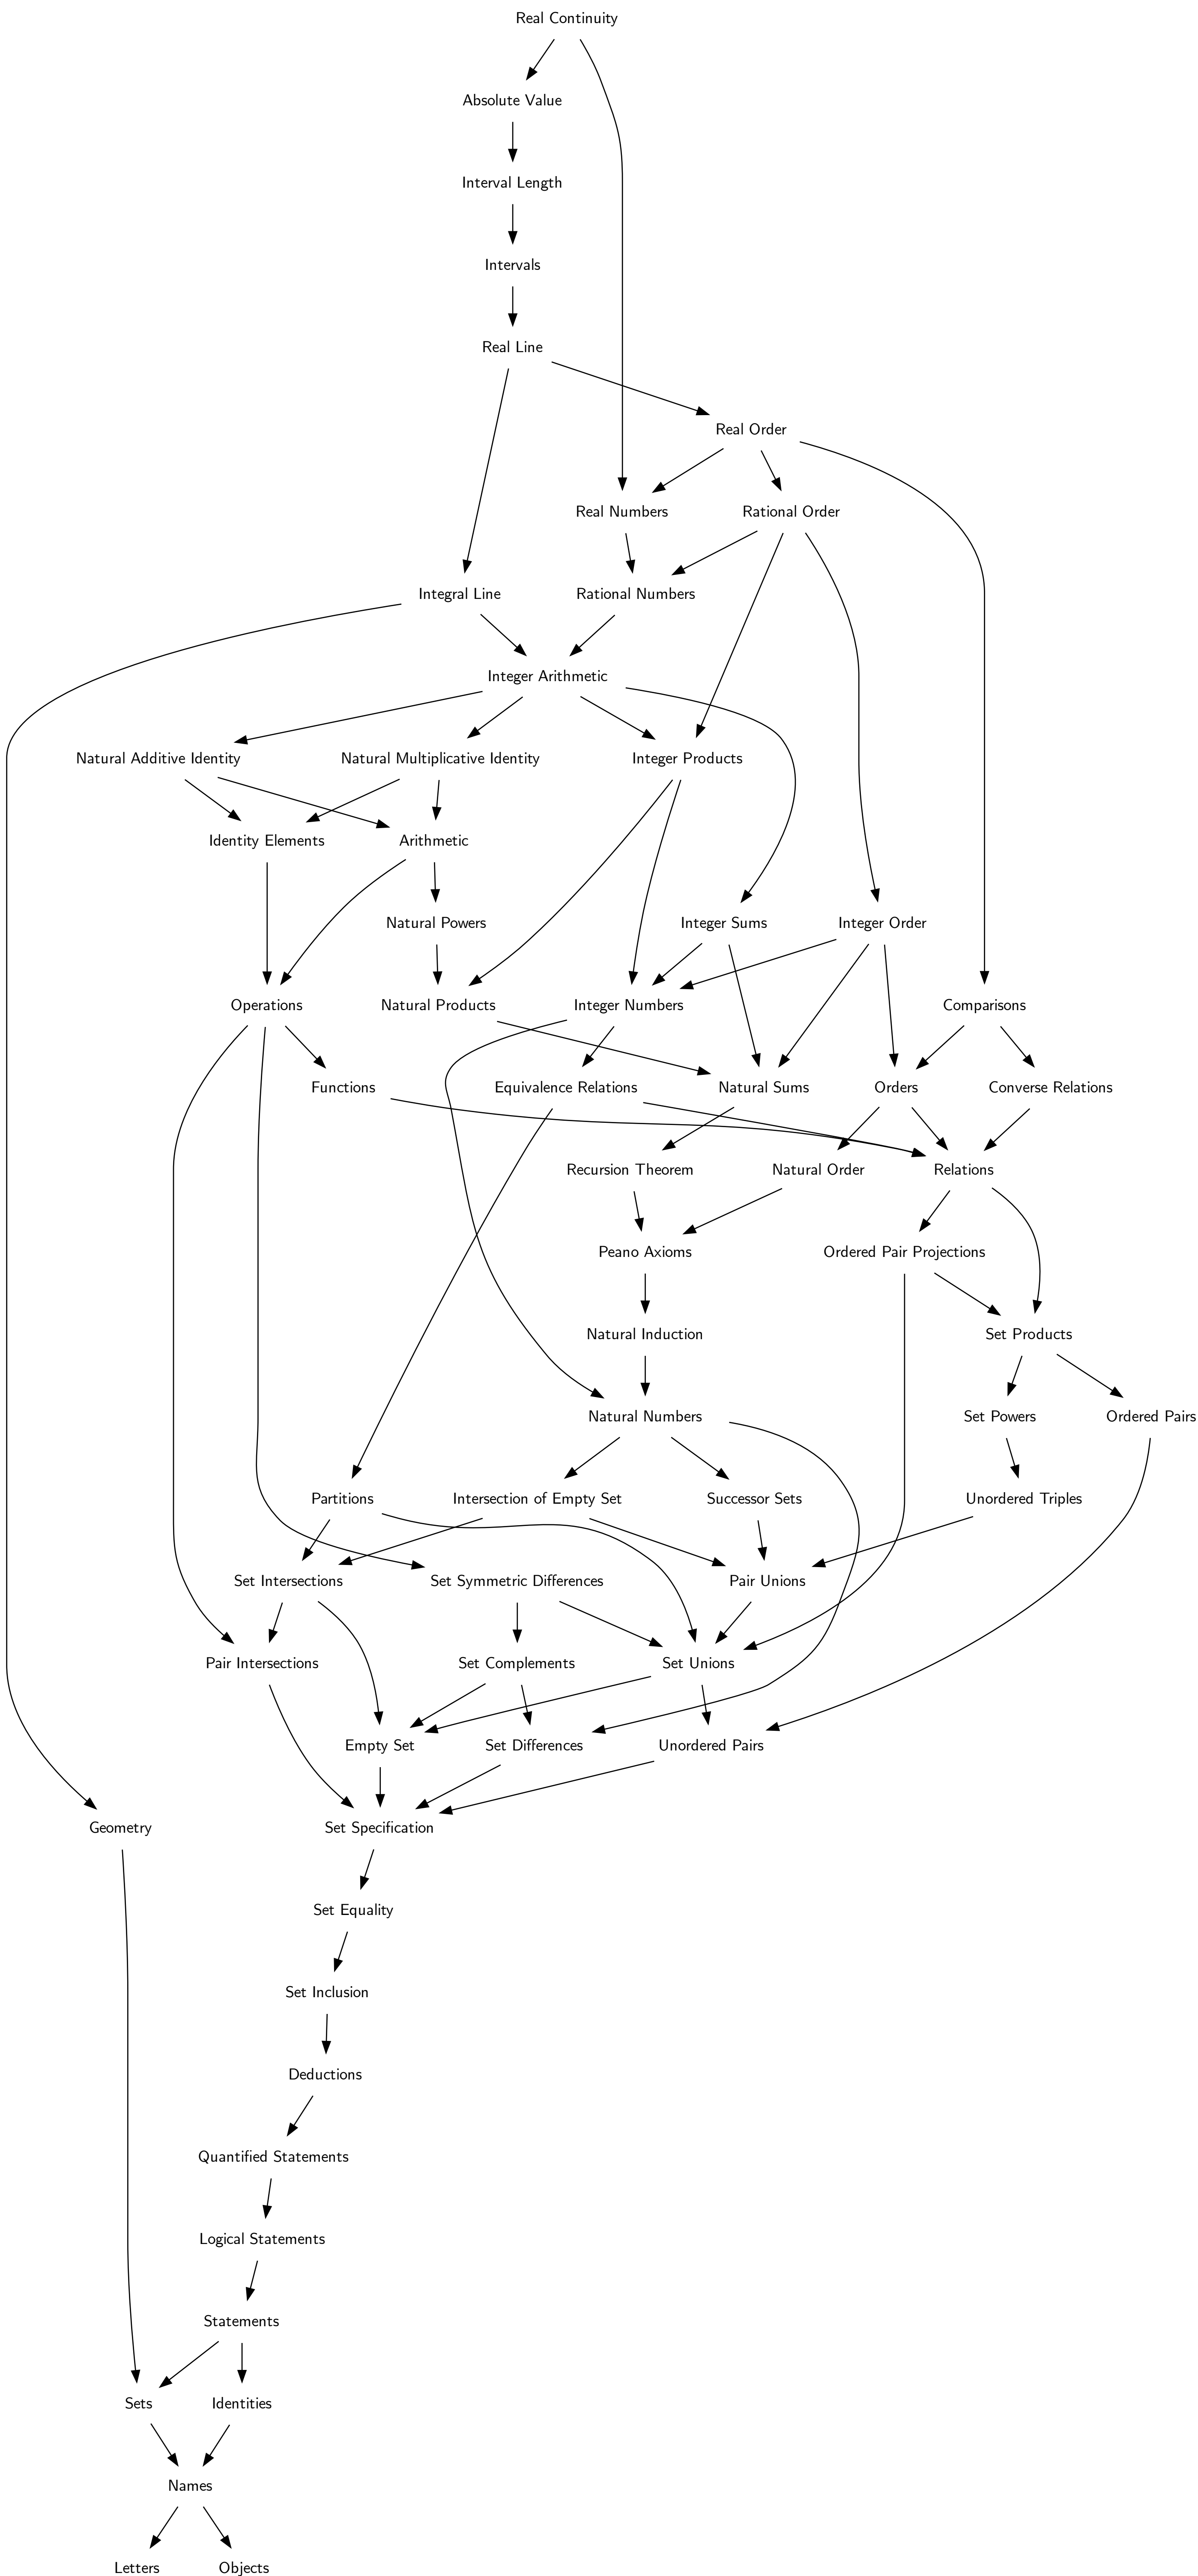 Real Continuity
Absolute Value
Interval Length
Intervals
Real Line
Real Order
Real Numbers
Rational Order
Integral Line
Rational Numbers
Integer Arithmetic
Natural Additive Identity
Natural Multiplicative Identity
Integer Products
Identity Elements
Arithmetic
Natural Powers
Integer Sums
Integer Order
Operations
Natural Products
Integer Numbers
Comparisons
Functions
Equivalence Relations
Natural Sums
Orders
Converse Relations
Recursion Theorem
Natural Order
Relations
Peano Axioms
Ordered Pair Projections
Natural Induction
Set Products
Natural Numbers
Set Powers
Ordered Pairs
Partitions
Intersection of Empty Set
Successor Sets
Unordered Triples
Set Intersections
Set Symmetric Differences
Pair Unions
Pair Intersections
Set Complements
Set Unions
Empty Set
Set Differences
Unordered Pairs
Geometry
Set Specification
Set Equality
Set Inclusion
Deductions
Quantified Statements
Logical Statements
Statements
Sets
Identities
Names
Letters
Objects